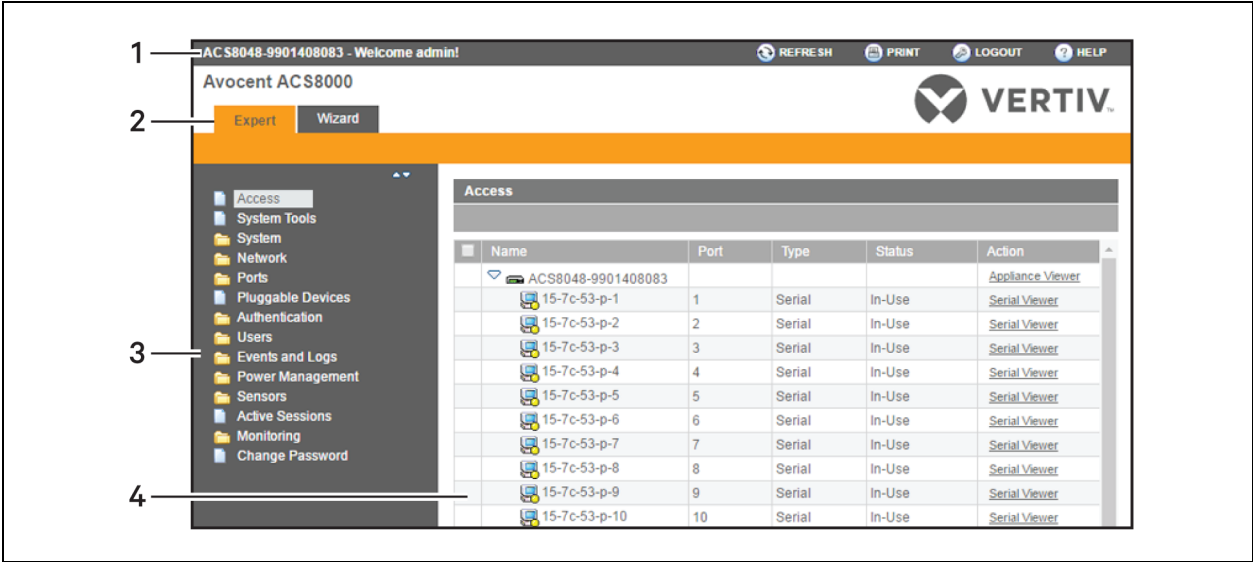 1
ACS8048-9901408083 - Welcome admin!
REFRESH
PRINT
LOGOUT
HELP
Avocent ACS8000
VERTIV™
2
Expert
Wizard
3
Access
System Tools
System
Network
Ports
Pluggable Devices
Authentication
Users
Events and Logs
Power Management
Sensors
Active Sessions
Monitoring
Change Password
4
Access
Name Port Type Status Action
ACS8048-9901408083 Appliance Viewer
15-7c-53-p-1 1 Serial In-Use Serial Viewer
15-7c-53-p-2 2 Serial In-Use Serial Viewer
15-7c-53-p-3 3 Serial In-Use Serial Viewer
15-7c-53-p-4 4 Serial In-Use Serial Viewer
15-7c-53-p-5 5 Serial In-Use Serial Viewer
15-7c-53-p-6 6 Serial In-Use Serial Viewer
15-7c-53-p-7 7 Serial In-Use Serial Viewer
15-7c-53-p-8 8 Serial In-Use Serial Viewer
15-7c-53-p-9 9 Serial In-Use Serial Viewer
15-7c-53-p-10 10 Serial In-Use Serial Viewer